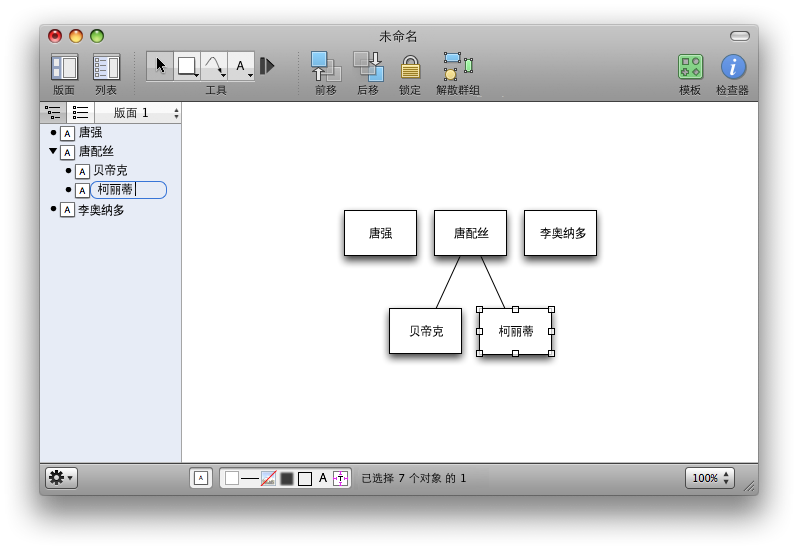 未命名
版面 列表 工具 前移 后移 锁定 解散群组 模板 检查器
A
版面 1
A 唐强
A 唐配丝
A 贝帝克
A 柯丽蒂
A 李奥纳多
唐强 唐配丝 李奥纳多
贝帝克 柯丽蒂
A A T 已选择 7 个对象 的 1 100%